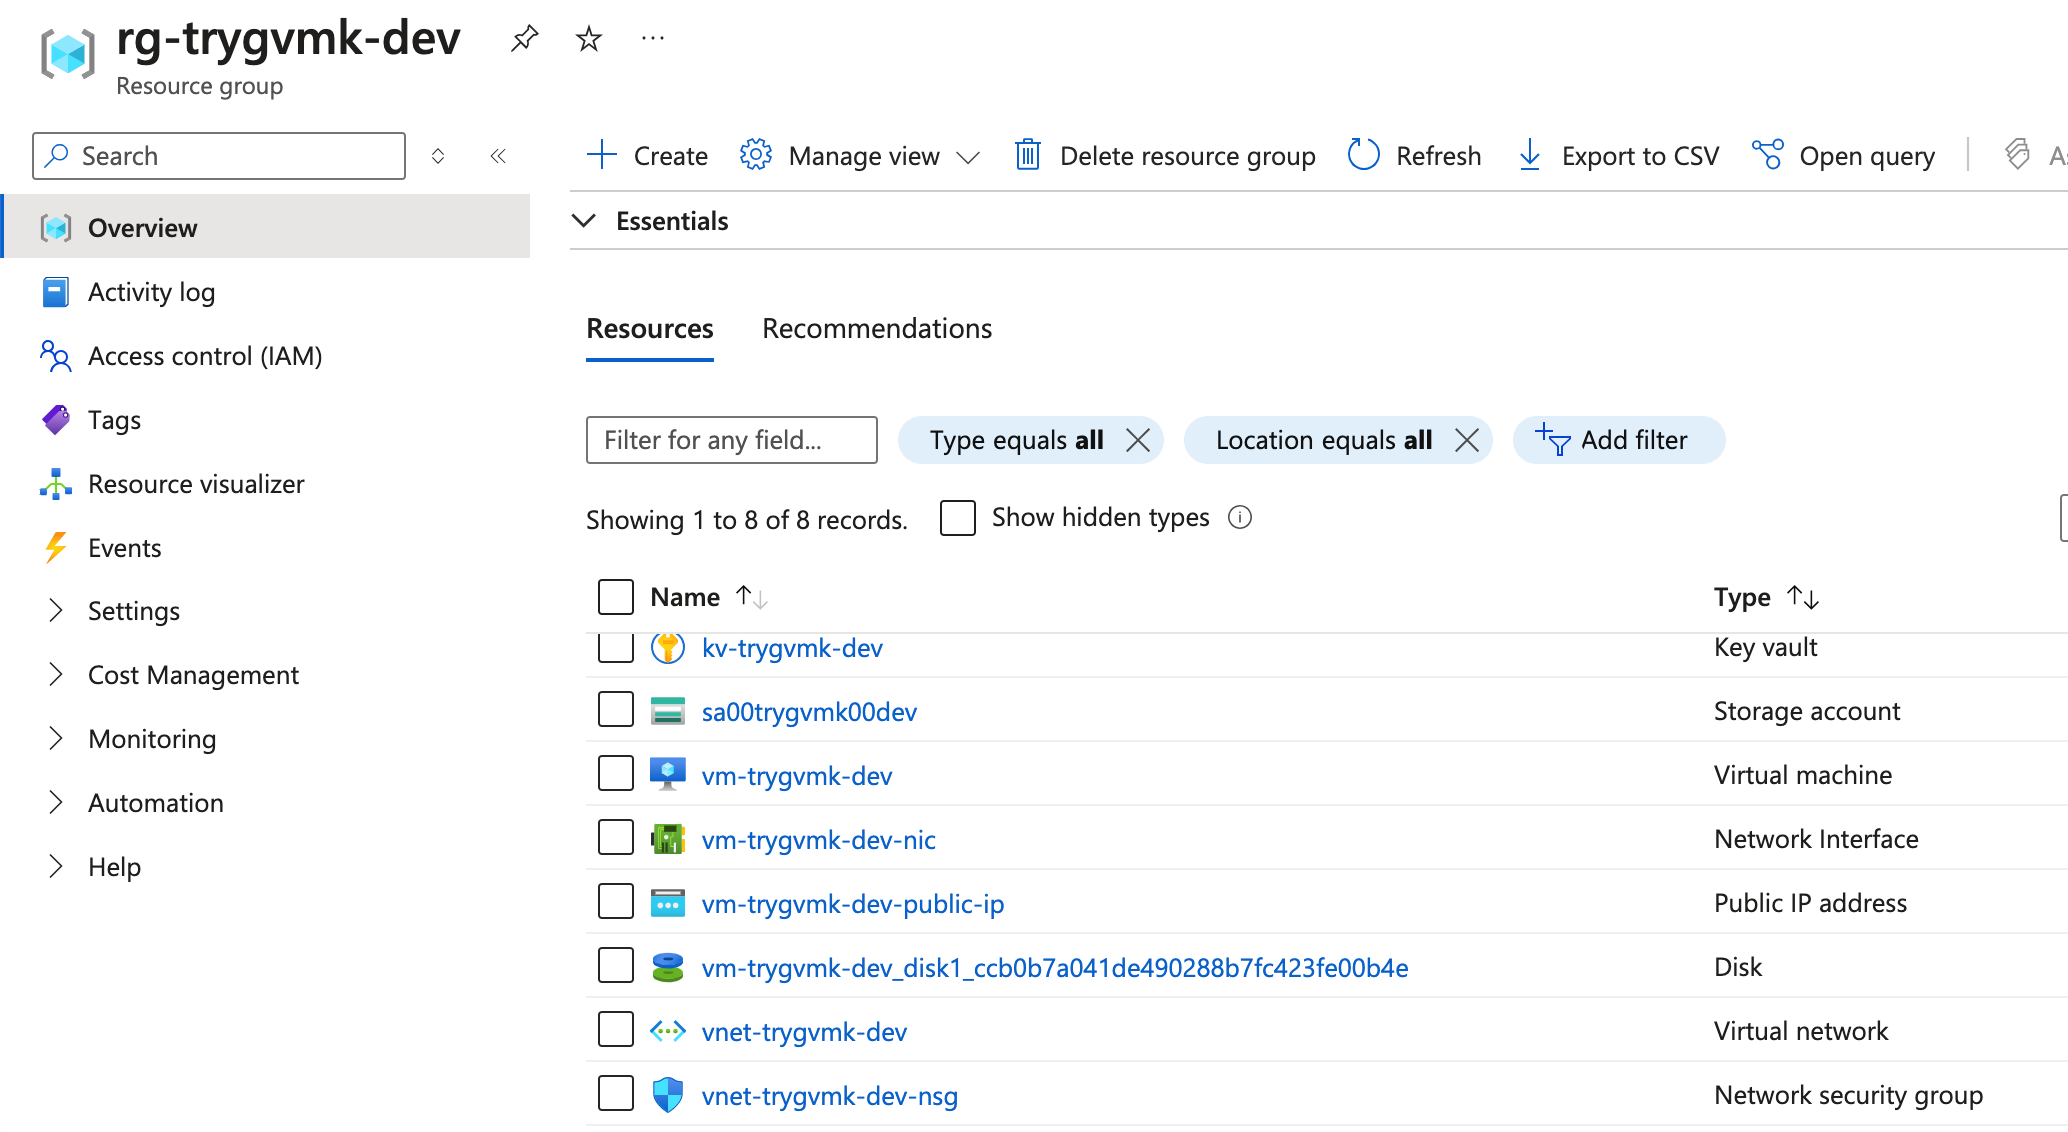 rg-trygvmk-dev
Resource group
Search
Create
Manage view
Delete resource group
Refresh
Export to CSV
Open query
Overview
Activity log
Access control (IAM)
Tags
Resource visualizer
Events
Settings
Cost Management
Monitoring
Automation
Help
Essentials
Resources Recommendations
Filter for any field...
Type equals all
Location equals all
Add filter
Showing 1 to 8 of 8 records.
Show hidden types
Name Type
kv-trygvmk-dev Key vault
sa00trygvmk00dev Storage account
vm-trygvmk-dev Virtual machine
vm-trygvmk-dev-nic Network Interface
vm-trygvmk-dev-public-ip Public IP address
vm-trygvmk-dev_disk1_ccb0b7a041de490288b7fc423fe00b4e Disk
vnet-trygvmk-dev Virtual network
vnet-trygvmk-dev-nsg Network security group